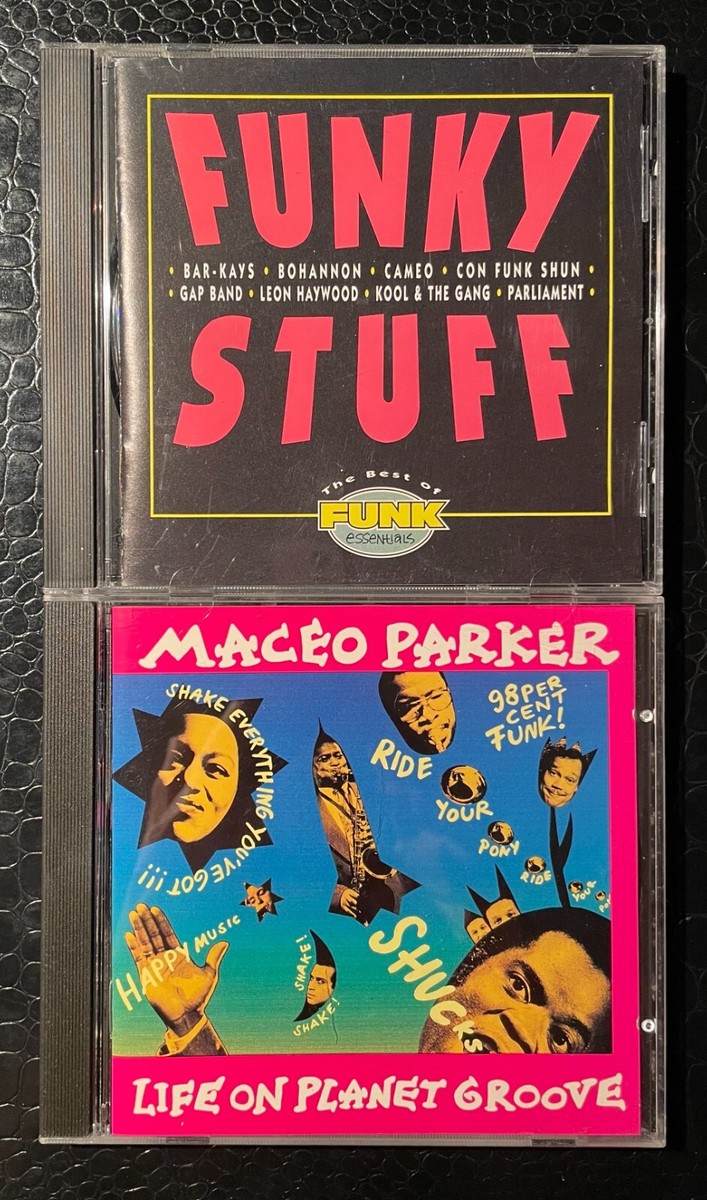 FUNKY
• BAR-KAYS • BOHANNON • CAMEO • CON FUNK SHUN •
• GAP BAND • LEON HAYWOOD • KOOL & THE GANG • PARLIAMENT •
STUFF
The Best Of
FUNK
essentials
MACEO PARKER
SHAKE EVERYTHING YOU'VE GOT!!!
98 PER
CENT
FUNK!
RIDE
YOUR
PONY
RIDE
YOUR
HAPPY MUSIC
SHAKE!
SHAKE!
SHUCKS
LIFE ON PLANET GROOVE